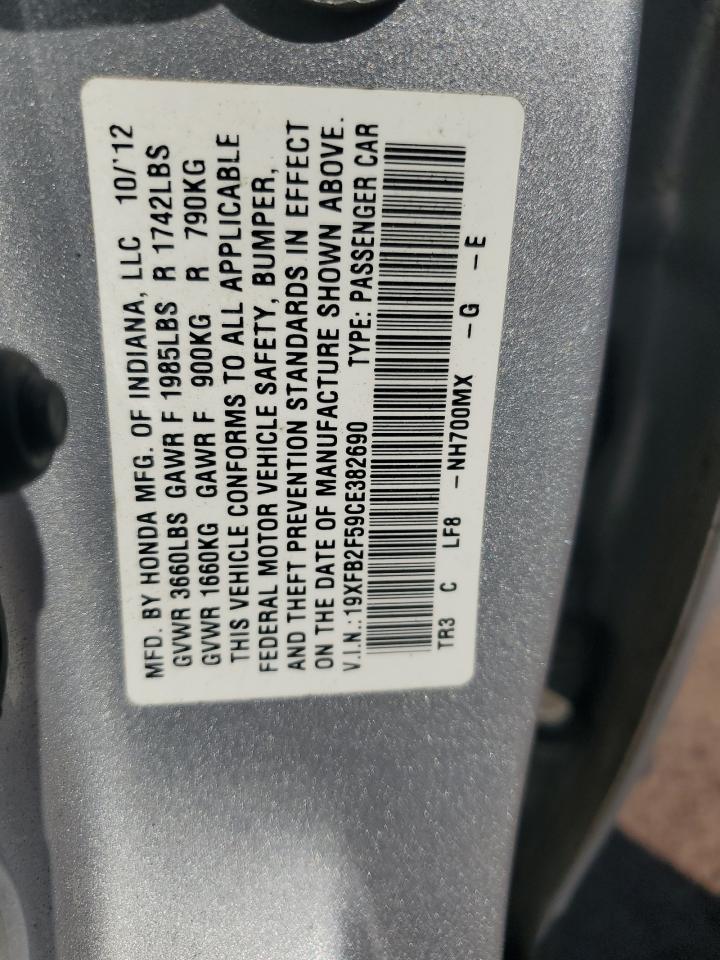 MFD. BY HONDA MFG. OF INDIANA, LLC 10/'12
GVWR 3660LBS GAWR F 1985LBS R 1742LBS
GVWR 1660KG GAWR F 900KG R 790KG
THIS VEHICLE CONFORMS TO ALL APPLICABLE
FEDERAL MOTOR VEHICLE SAFETY, BUMPER,
AND THEFT PREVENTION STANDARDS IN EFFECT
ON THE DATE OF MANUFACTURE SHOWN ABOVE.
V.I.N.: 19XFB2F59CE382690 TYPE: PASSENGER CAR
TR3 C LF8 -NH700MX -G -E